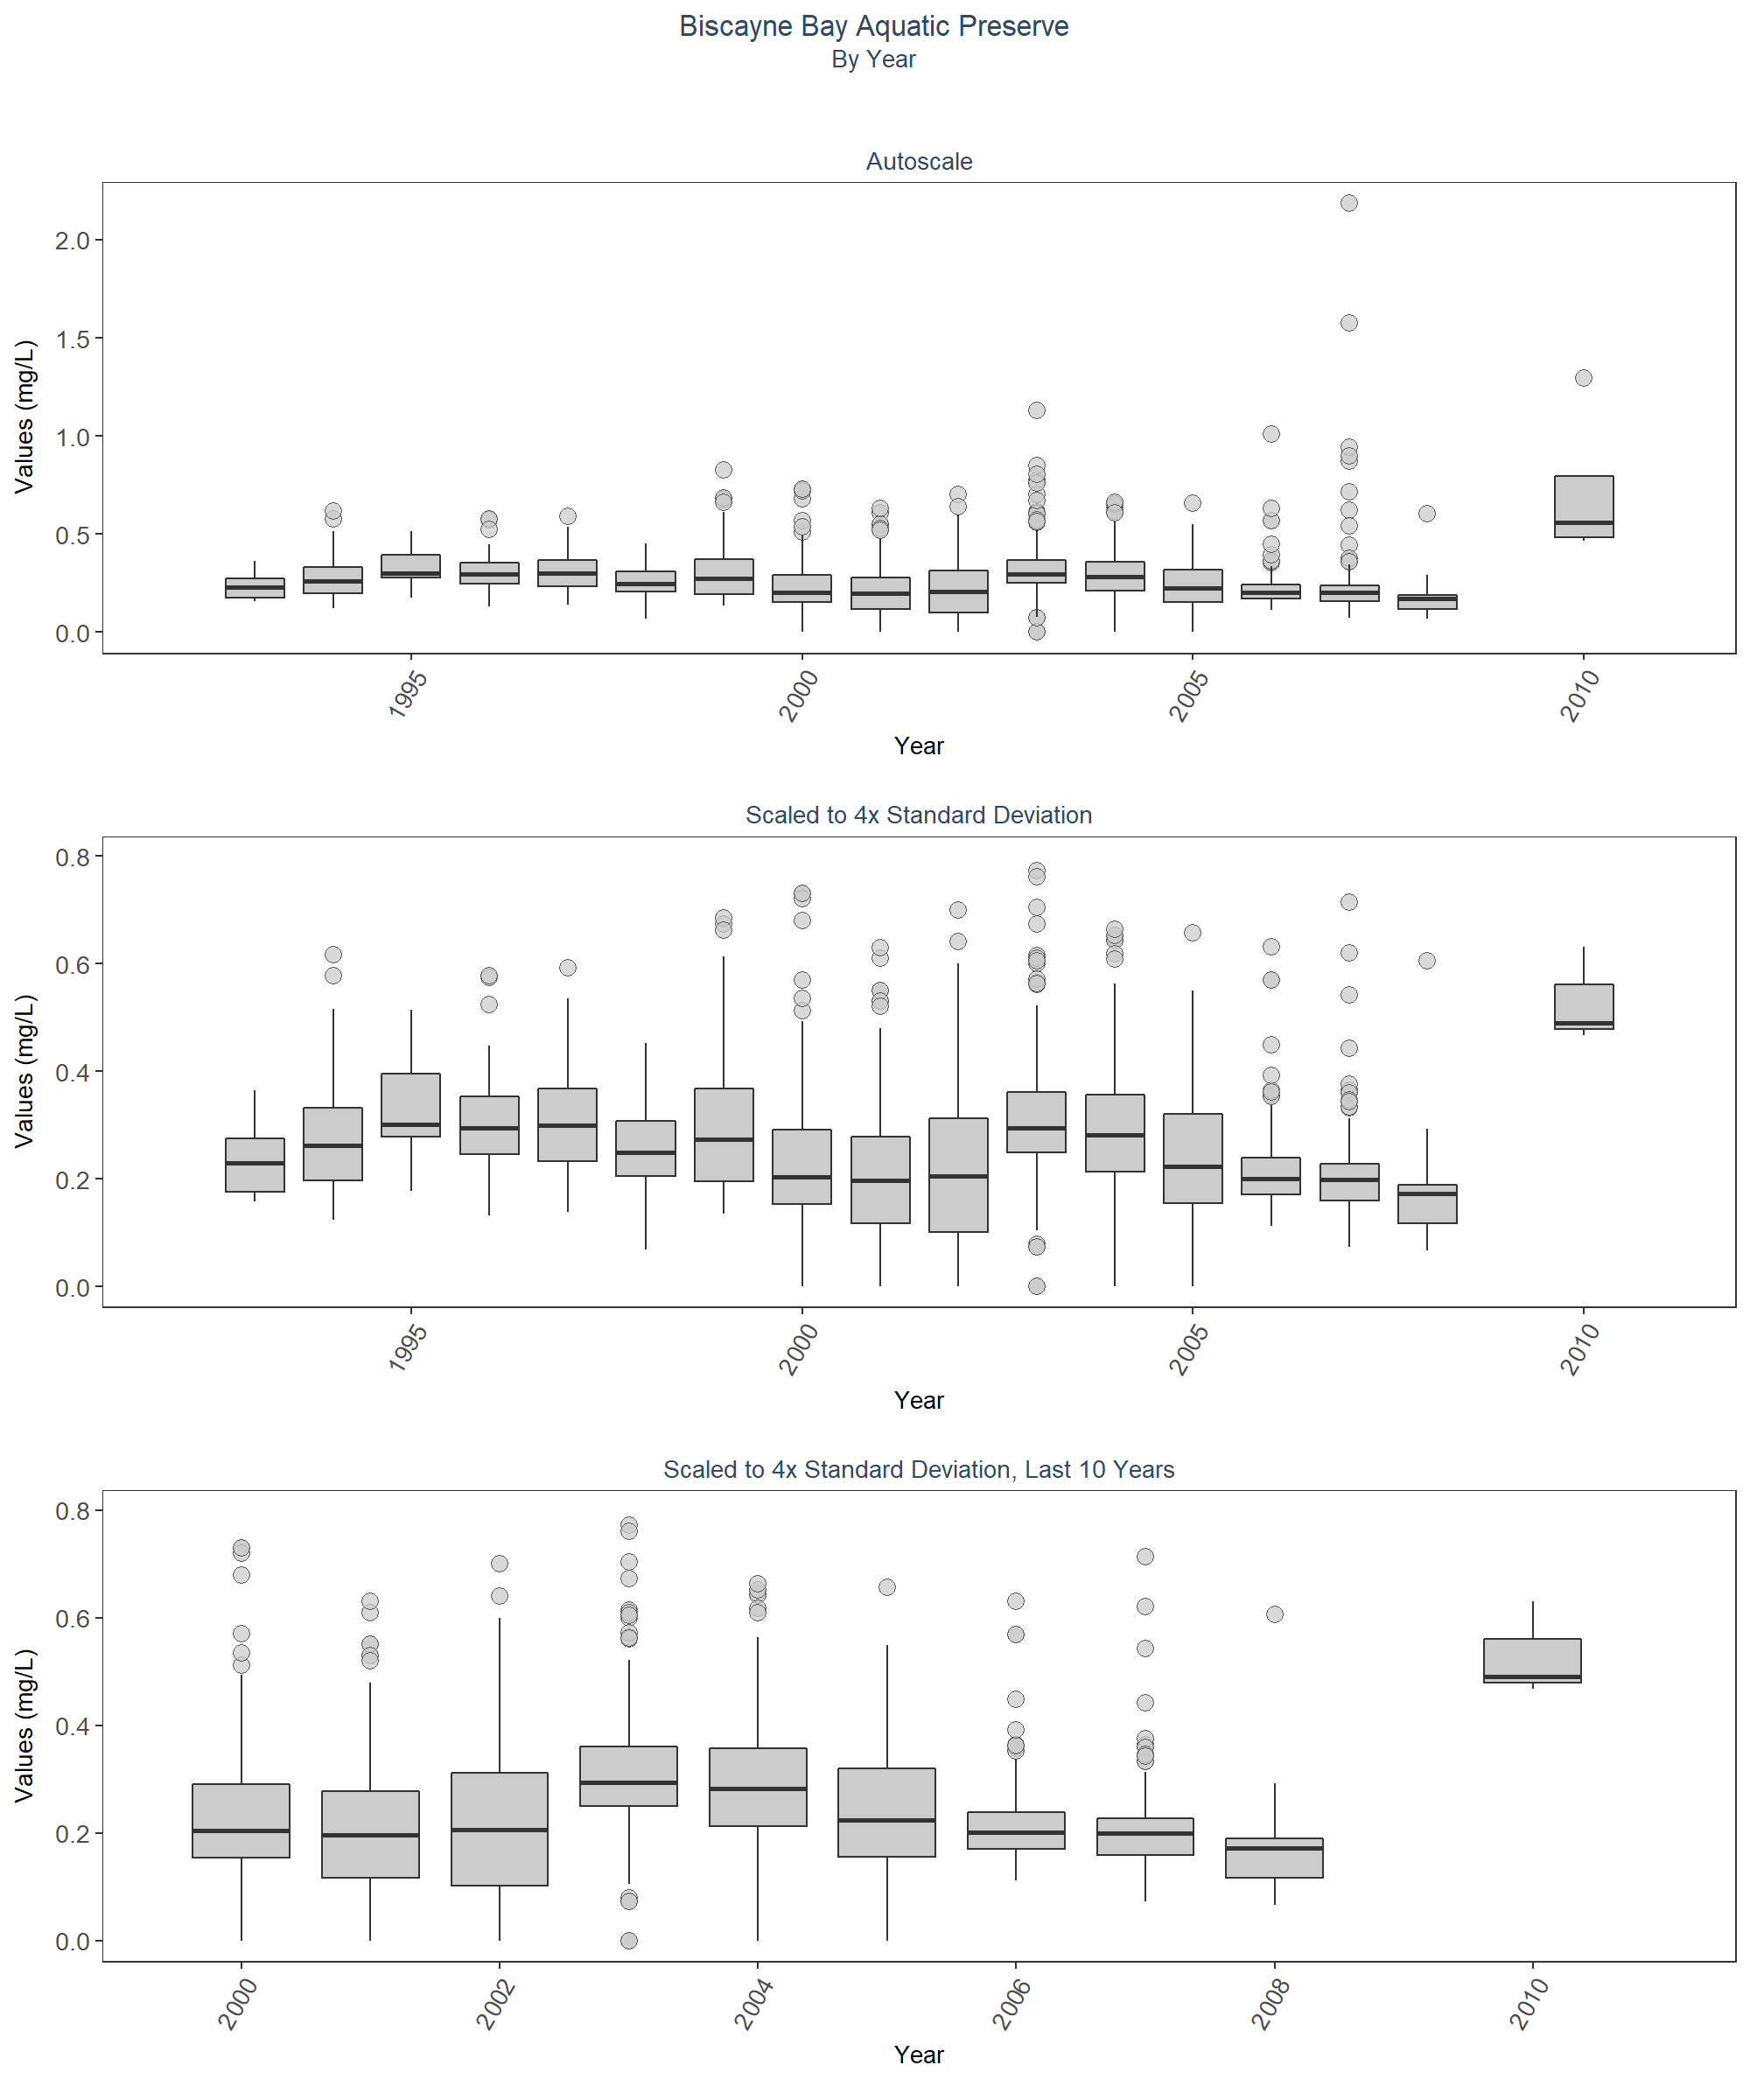 Biscayne Bay Aquatic Preserve
By Year
Autoscale
Values (mg/L)
2.0
1.5
1.0
0.5
0.0
1995 2000 2005 2010
Year
Scaled to 4x Standard Deviation
Values (mg/L)
0.8
0.6
0.4
0.2
0.0
1995 2000 2005 2010
Year
Scaled to 4x Standard Deviation, Last 10 Years
Values (mg/L)
0.8
0.6
0.4
0.2
0.0
2000 2002 2004 2006 2008 2010
Year